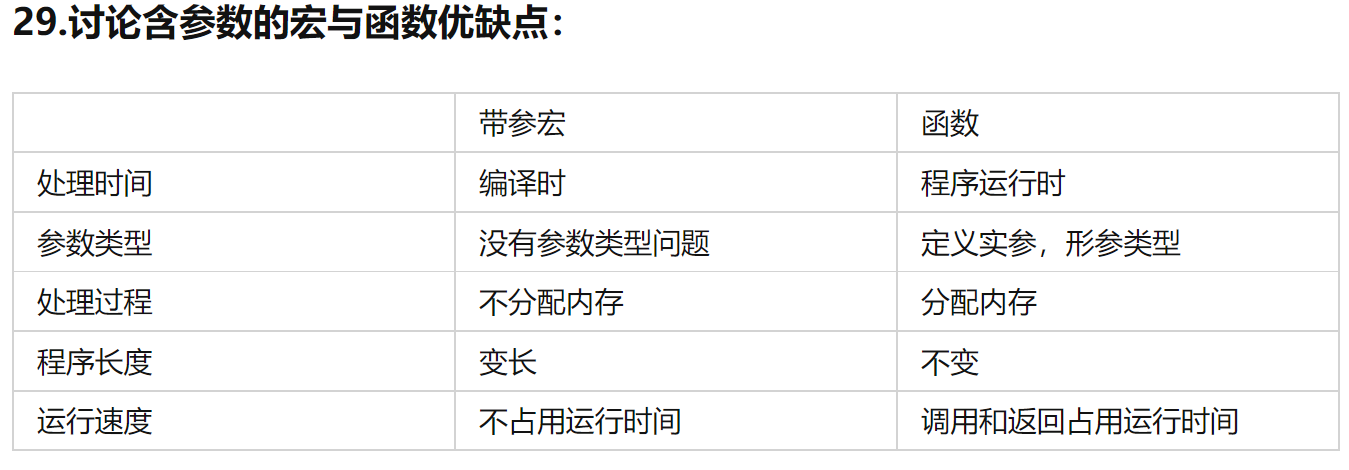 29.讨论含参数的宏与函数优缺点：
带参宏 函数
处理时间 编译时 程序运行时
参数类型 没有参数类型问题 定义实参，形参类型
处理过程 不分配内存 分配内存
程序长度 变长 不变
运行速度 不占用运行时间 调用和返回占用运行时间